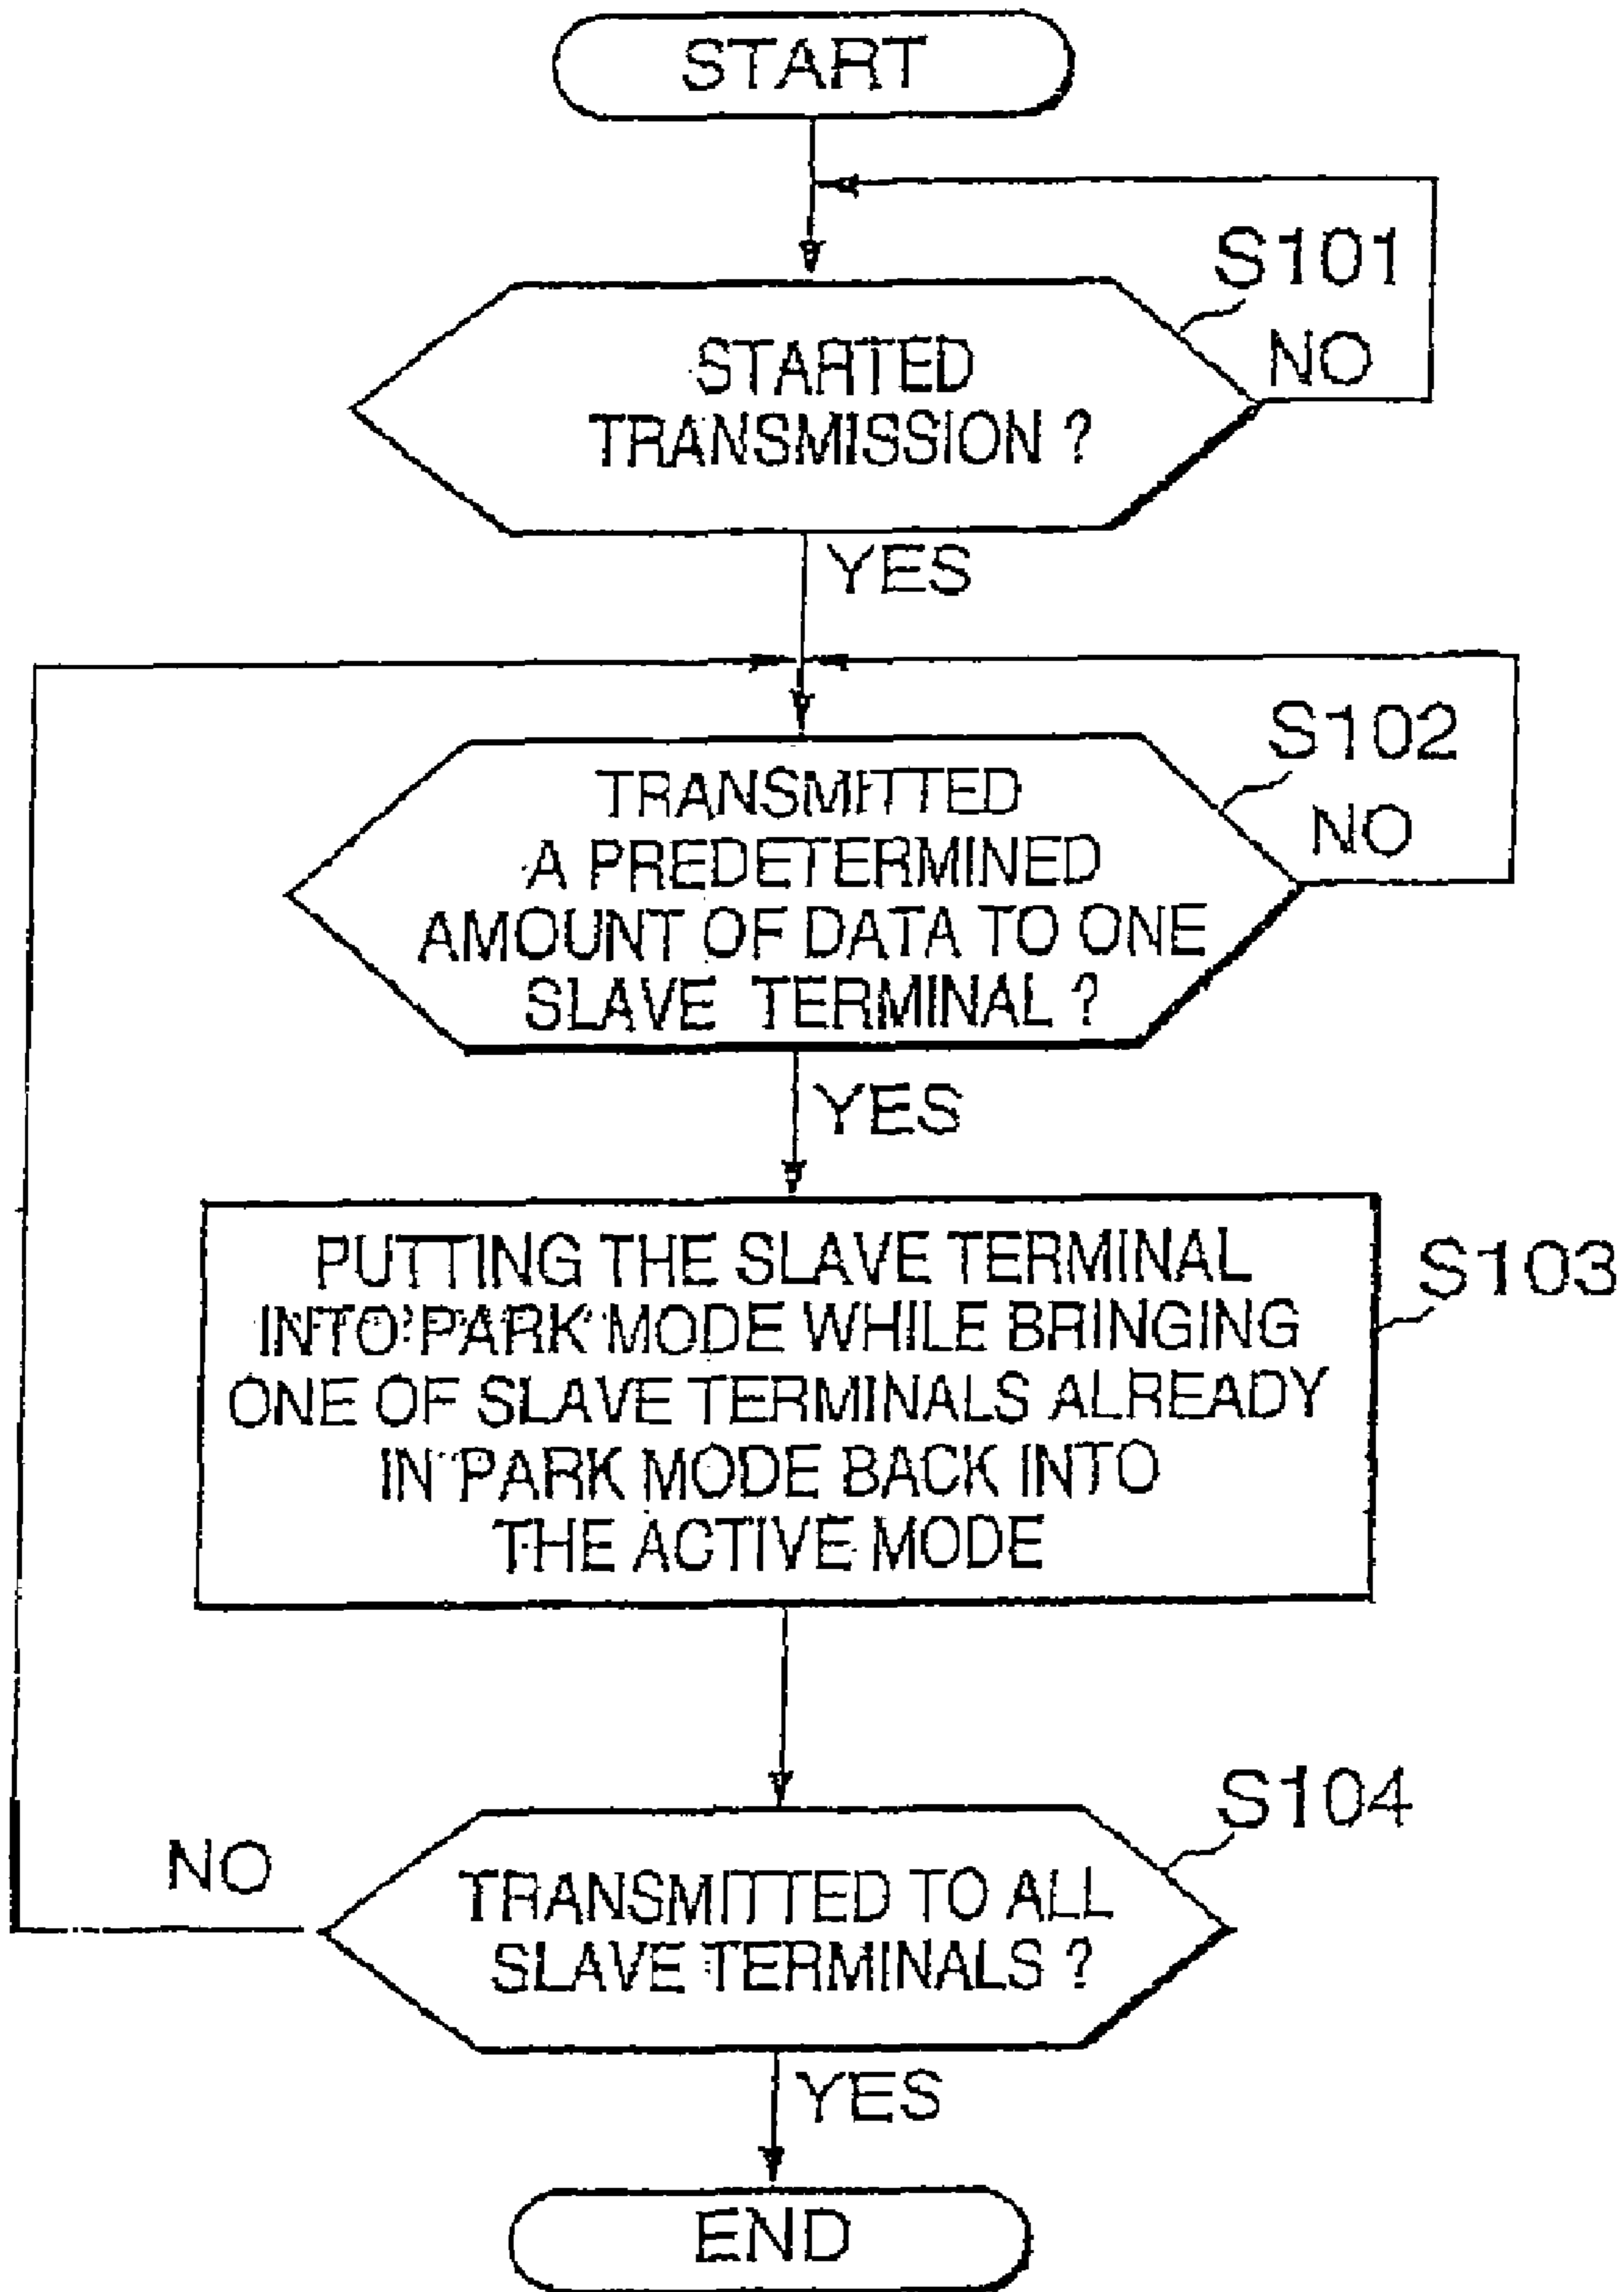 START
S101
STARTED
NO
TRANSMISSION ?
YES
S102
TRANSMITTED
NO
A PREDETERMINED
AMOUNT OF DATA TO ONE
SLAVE TERMINAL ?
YES
PUTTING THE SLAVE TERMINAL
S103
INTO PARK MODE WHILE BRINGING
ONE OF SLAVE TERMINALS ALREADY
IN PARK MODE BACK INTO
THE ACTIVE MODE
S104
NO
TRANSMITTED TO ALL
SLAVE TERMINALS ?
YES
END